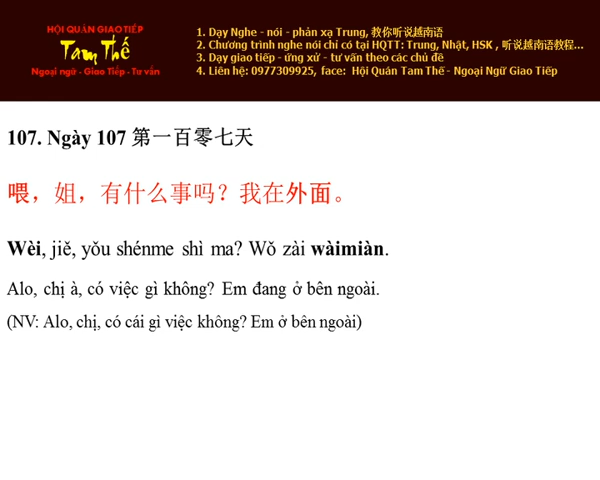 HỘI QUÁN GIAO TIẾP
Tam Thế
Ngoại ngữ - Giao Tiếp - Tư vấn
1. Dạy Nghe - nói - phản xạ Trung, 教你听说越南语
2. Chương trình nghe nói chỉ có tại HQTT: Trung, Nhật, HSK , 听说越南语教程...
3. Dạy giao tiếp - ứng xử - tư vấn theo các chủ đề
4. Liên hệ: 0977309925, face: Hội Quán Tam Thế - Ngoại Ngữ Giao Tiếp
107. Ngày 107 第一百零七天
喂，姐，有什么事吗？我在外面。
Wèi, jiě, yǒu shénme shì ma? Wǒ zài wàimiàn.
Alo, chị à, có việc gì không? Em đang ở bên ngoài.
(NV: Alo, chị, có cái gì việc không? Em ở bên ngoài)